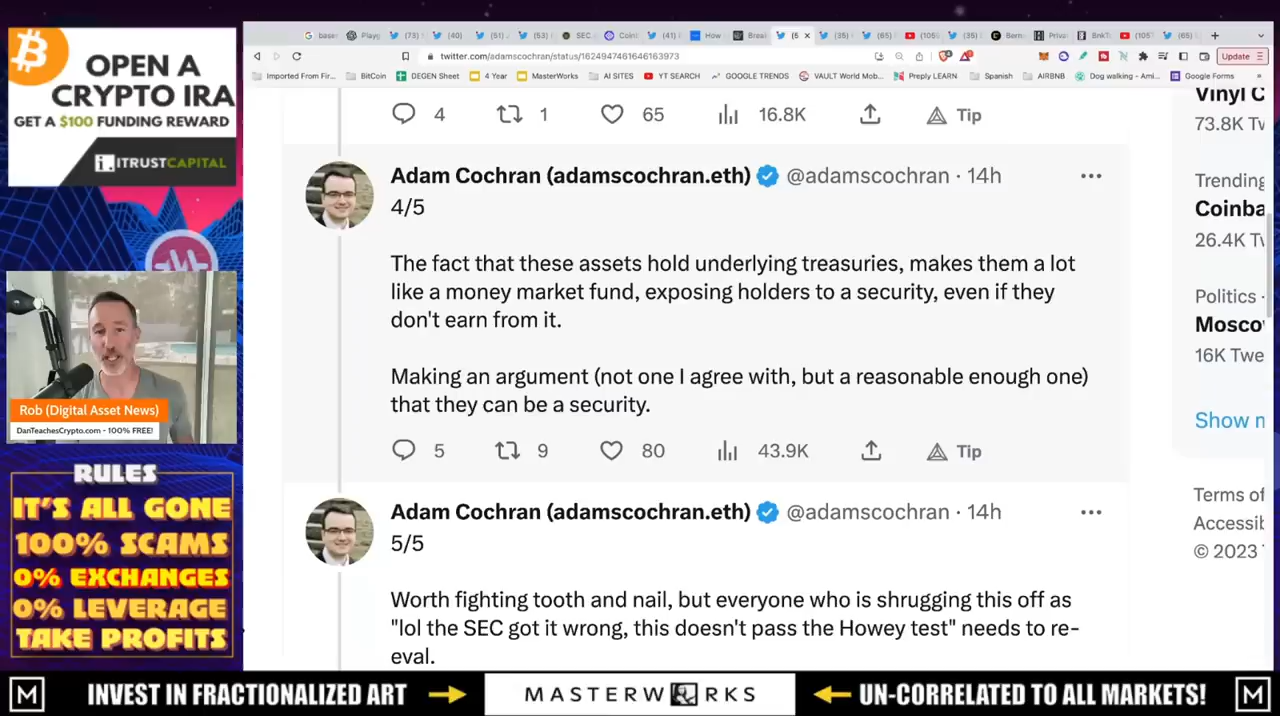 OPEN A
CRYPTO IRA
GET A $100 FUNDING REWARD
ITRUSTCAPITAL
Rob (Digital Asset News)
DanTeachesCrypto.com - 100% FREE!
RULES
IT'S ALL GONE
100% SCAMS
0% EXCHANGES
0% LEVERAGE
TAKE PROFITS
twitter.com/adamscochran/status/1624974616461 63973
Update
Imported From Fir...
BitCoin
DEGEN Sheet
4 Year
MasterWorks
AI SITES
YT SEARCH
GOOGLE TRENDS
VAULT World Mob...
Preply LEARN
Spanish
AIRBNB
Dog walking - Ami...
Google Forms
4
1
65
16.8K
Tip
Adam Cochran (adamscochran.eth) @adamscochran · 14h
4/5
The fact that these assets hold underlying treasuries, makes them a lot
like a money market fund, exposing holders to a security, even if they
don't earn from it.
Making an argument (not one I agree with, but a reasonable enough one)
that they can be a security.
5
9
80
43.9K
Tip
Adam Cochran (adamscochran.eth) @adamscochran · 14h
5/5
Worth fighting tooth and nail, but everyone who is shrugging this off as
"lol the SEC got it wrong, this doesn't pass the Howey test" needs to re-
eval.
Vinyl C
73.8K Tw
Trending
Coinba
26.4K T
Politics ·
Mosco
16K Twe
Show m
Terms of
Accessib
© 2023
M
INVEST IN FRACTIONALIZED ART
MASTERWORKS
UN-CORRELATED TO ALL MARKETS!
M